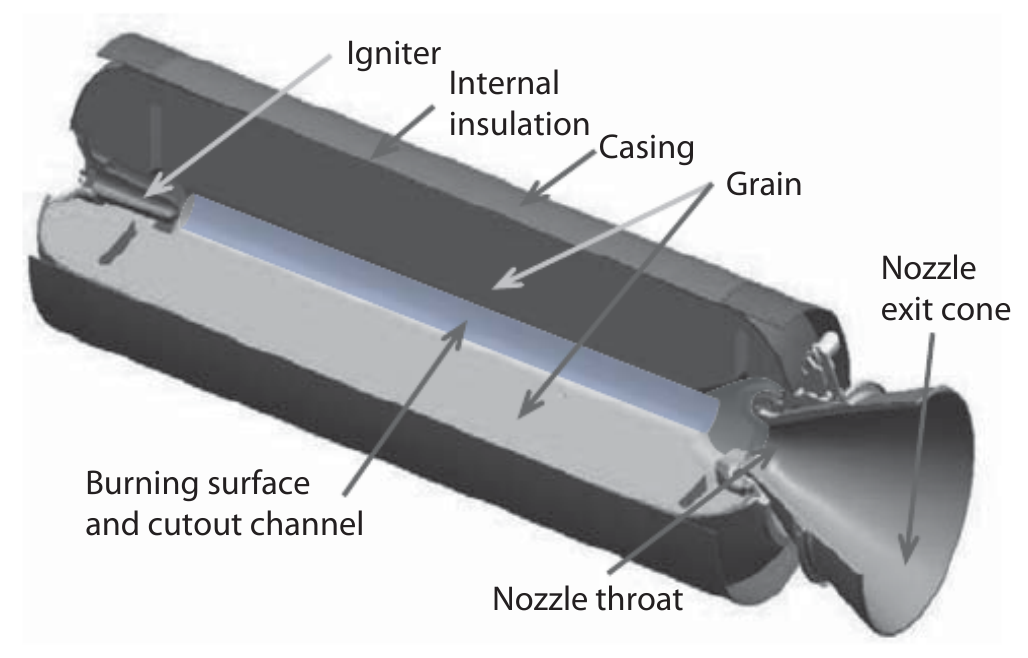 Igniter
Internal
insulation
Casing
Grain
Nozzle
exit cone
Burning surface
and cutout channel
Nozzle throat